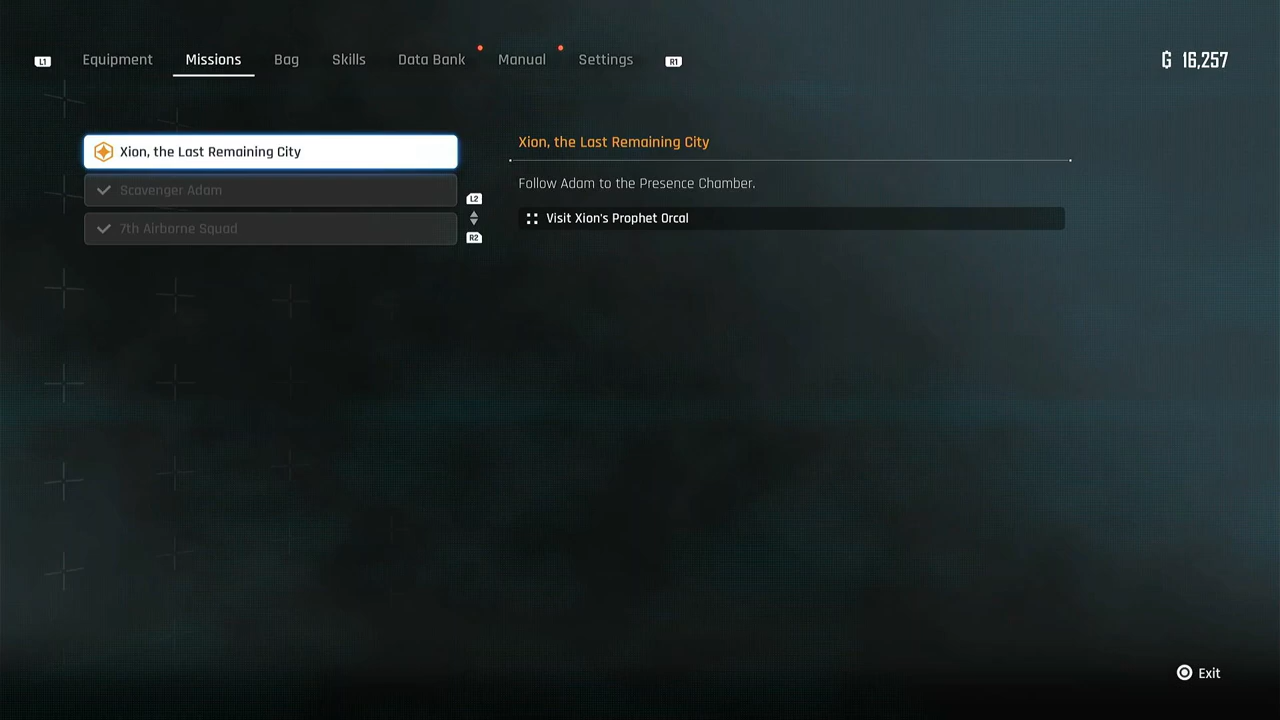 L1 Equipment Missions Bag Skills Data Bank Manual Settings R1 16,257
Xion, the Last Remaining City
Scavenger Adam
7th Airborne Squad
L2
R2
Xion, the Last Remaining City
Follow Adam to the Presence Chamber.
Visit Xion's Prophet Orcal
Exit